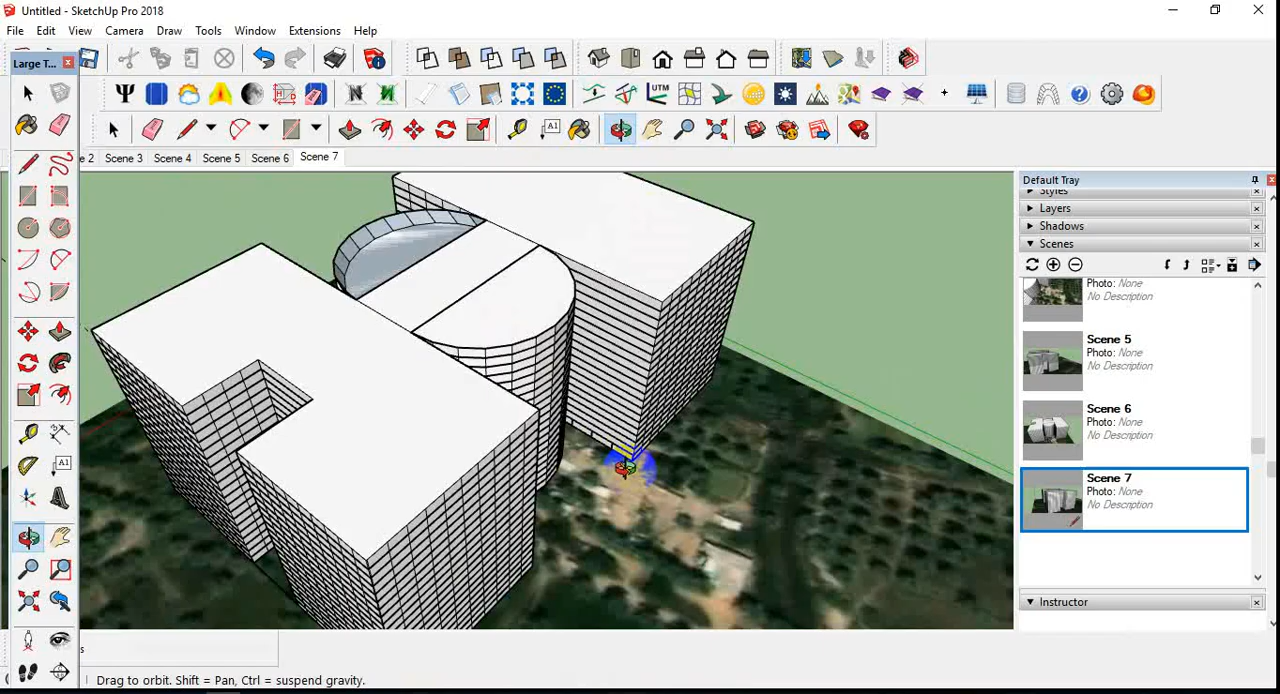 Untitled - SketchUp Pro 2018
File Edit View Camera Draw Tools Window Extensions Help
Large T...
UTM
A1
2 Scene 3 Scene 4 Scene 5 Scene 6 Scene 7
Default Tray
Styles
Layers
Shadows
Scenes
Photo: None
No Description
Scene 5
Photo: None
No Description
Scene 6
Photo: None
No Description
Scene 7
Photo: None
No Description
A1
Instructor
Drag to orbit. Shift = Pan, Ctrl = suspend gravity.